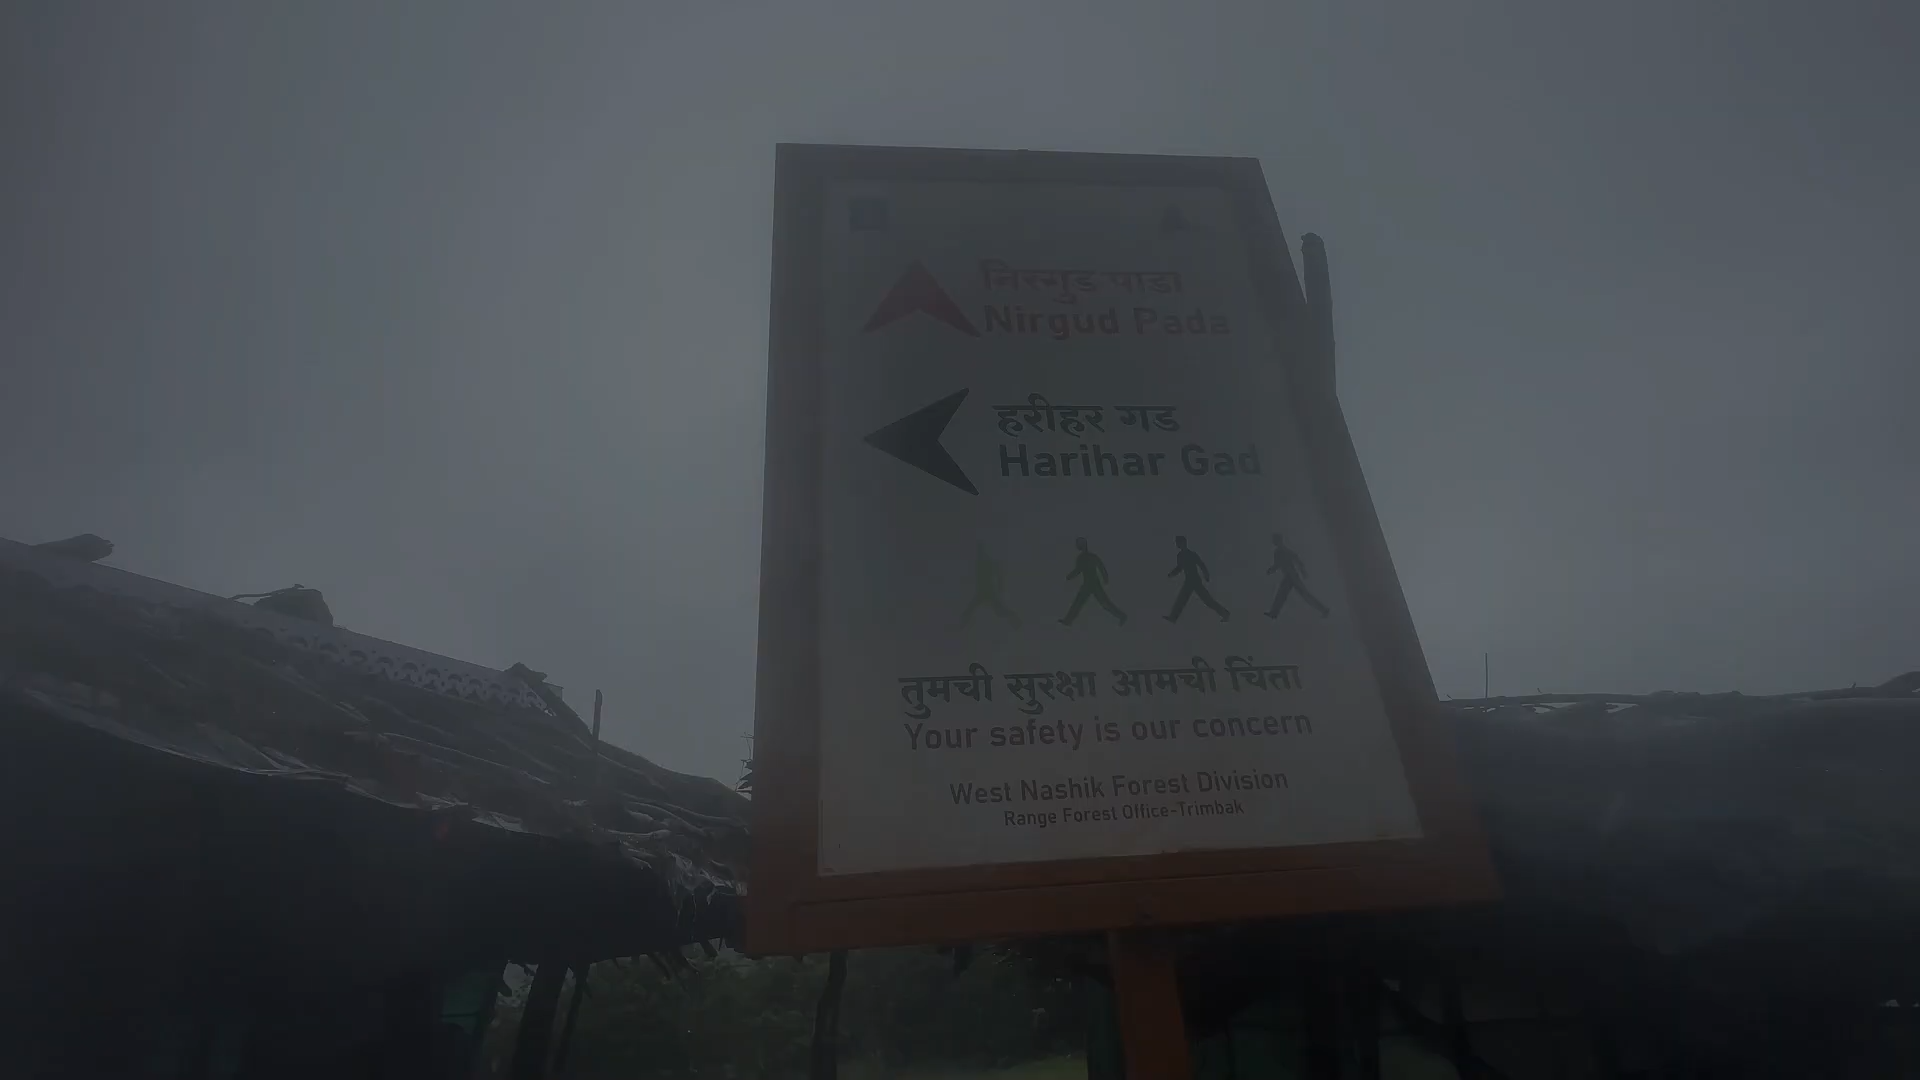 निरगुड पाडा
Nirgud Pada
हरीहर गड
Harihar Gad
तुमची सुरक्षा आमची चिंता
Your safety is our concern
West Nashik Forest Division
Range Forest Office-Trimbak